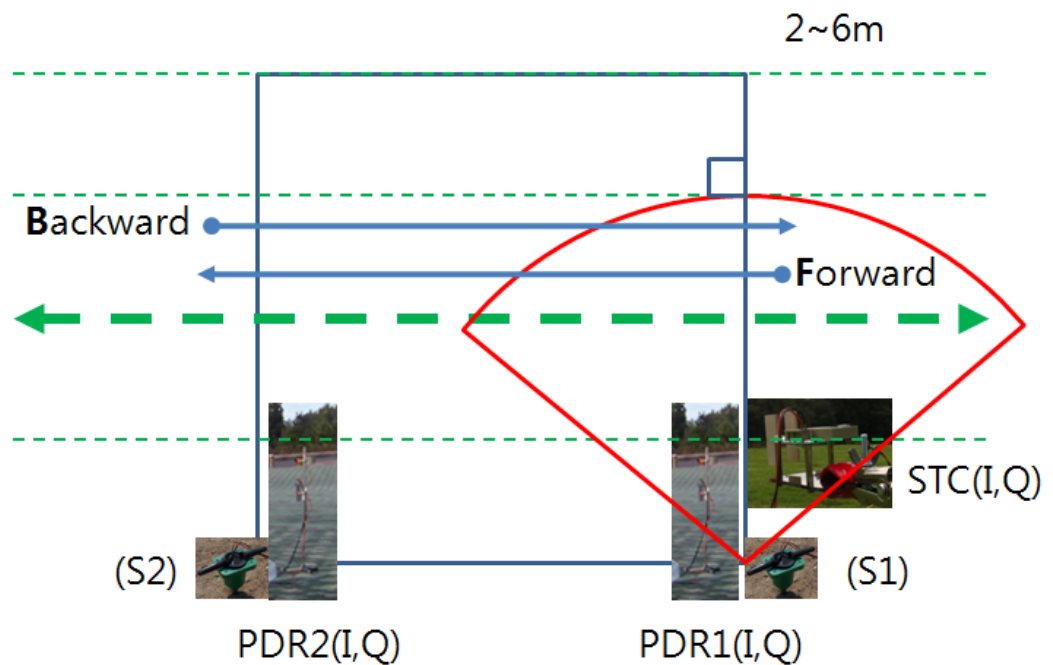 2~6m
Backward
Forward
STC(I,Q)
(S2)
(S1)
PDR2(I,Q)
PDR1(I,Q)